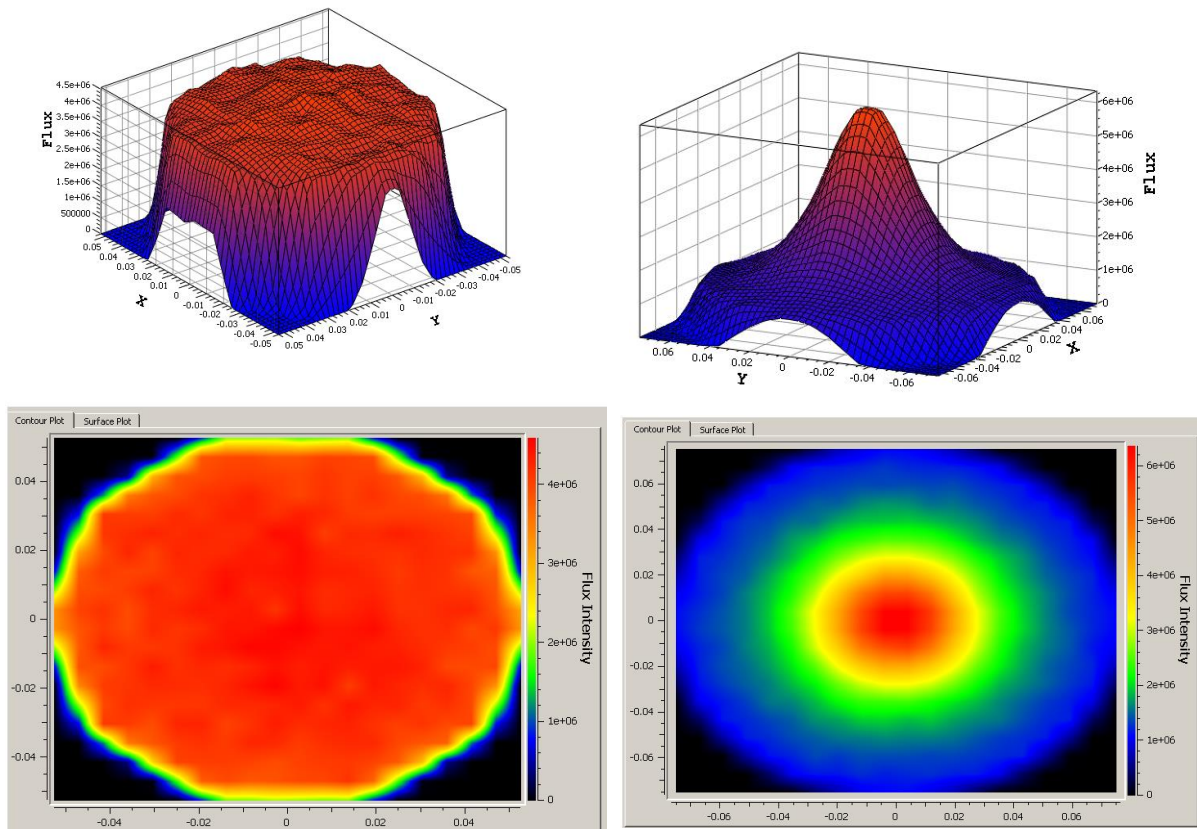 4.5e+06
4e+06
3.5e+06
3e+06
2.5e+06
2e+06
1.5e+06
1e+06
500000
0
Flux
0.05
0.04
0.03
0.02
0.01
0
-0.01
-0.02
-0.03
-0.04
-0.05
X
0.05
0.04
0.03
0.02
0.01
0
-0.01
-0.02
-0.03
-0.04
-0.05
Y
6e+06
5e+06
4e+06
3e+06
2e+06
1e+06
0
Flux
0.06
0.04
0.02
0
-0.02
-0.04
-0.06
Y
0.06
0.04
0.02
0
-0.02
-0.04
-0.06
X
Contour Plot Surface Plot
0.04
0.02
0
-0.02
-0.04
-0.04 -0.02 0 0.02 0.04
4e+06
3e+06
2e+06
1e+06
0
Flux Intensity
Contour Plot Surface Plot
0.06
0.04
0.02
0
-0.02
-0.04
-0.06
-0.06 -0.04 -0.02 0 0.02 0.04 0.06
6e+06
5e+06
4e+06
3e+06
2e+06
1e+06
0
Flux Intensity